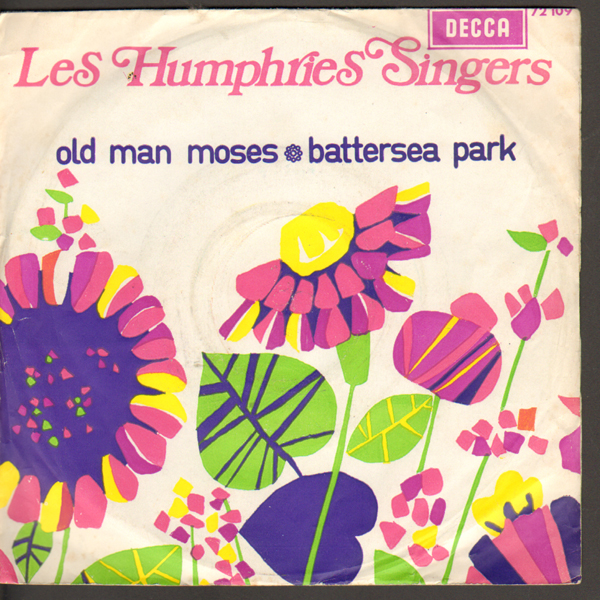 DECCA
72 109
Les Humphries Singers
old man moses battersea park